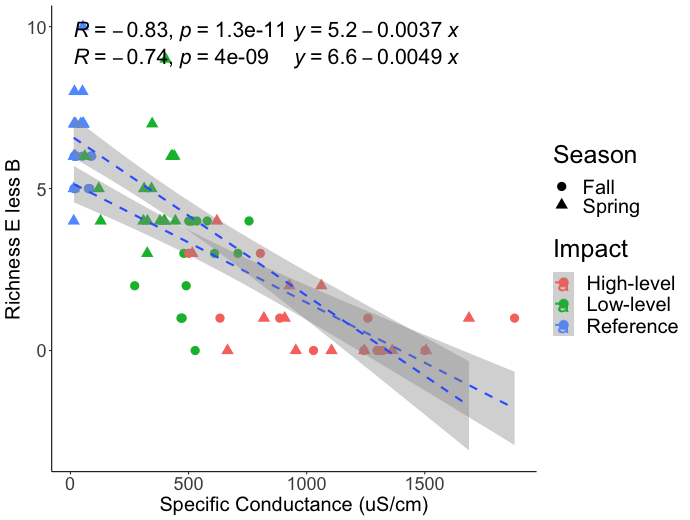 R = −0.83, p = 1.3e-11 y = 5.2 − 0.0037 x
R = −0.74, p = 4e-09 y = 6.6 − 0.0049 x
10
5
0
Richness E less B
0 500 1000 1500
Specific Conductance (uS/cm)
Season
Fall
Spring
Impact
a High-level
a Low-level
a Reference